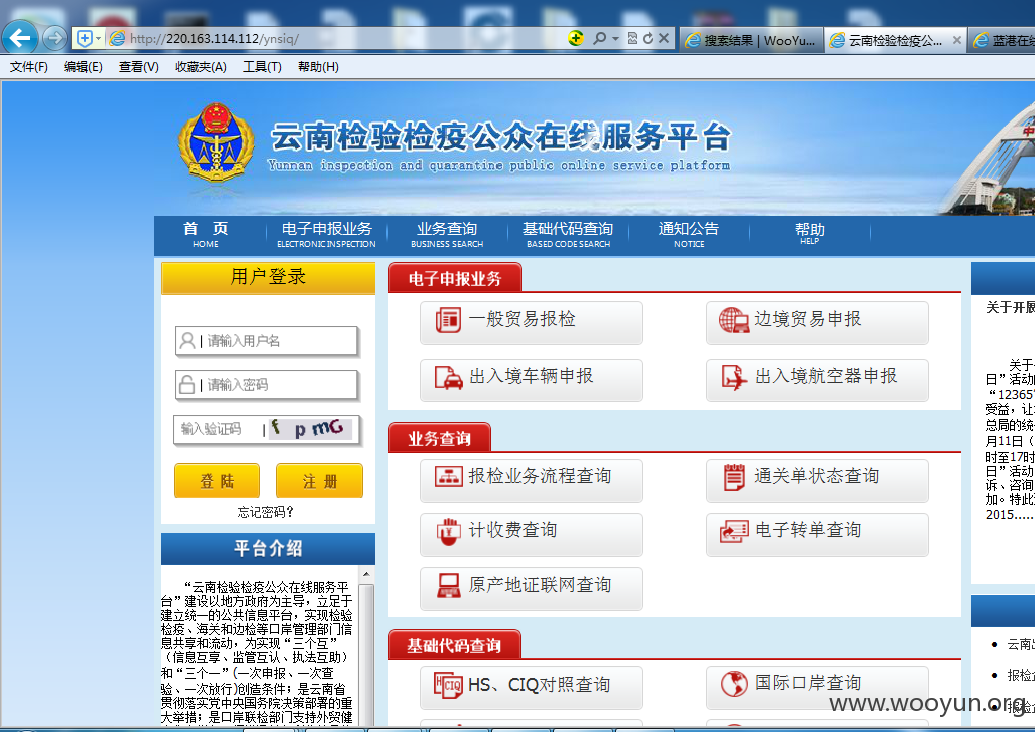 http://220.163.114.112/ynsiq/
搜索结果 | WooYu...
云南检验检疫公...
蓝港在线
文件(F) 编辑(E) 查看(V) 收藏夹(A) 工具(T) 帮助(H)
云南检验检疫公众在线服务平台
Yunnan inspection and quarantine public online service platform
首 页 电子申报业务 业务查询 基础代码查询 通知公告 帮助
HOME ELECTRONIC INSPECTION BUSINESS SEARCH BASED CODE SEARCH NOTICE HELP
用户登录
请输入用户名
请输入密码
输入验证码 f p m G
登 陆 注 册
忘记密码?
平台介绍
“云南检验检疫公众在线服务平
台”建设以地方政府为主导，立足于
建立统一的公共信息平台，实现检验
检疫、海关和边检等口岸管理部门信
息共享和流动，为实现“三个互”
（信息互享、监管互认、执法互助）
和“三个一”(一次申报、一次查
验、一次放行)创造条件；是云南省
贯彻落实党中央国务院决策部署的重
大举措；是口岸联检部门支持外贸健
电子申报业务
一般贸易报检 边境贸易申报
出入境车辆申报 出入境航空器申报
业务查询
报检业务流程查询 通关单状态查询
计收费查询 电子转单查询
原产地证联网查询
基础代码查询
HS、CIQ对照查询 国际口岸查询
中
关于开展
关于
日”活动
“12365”
受益，让
总局的统
月11日（
时至17时
日”活动
诉、咨询
加。特此
2015......
云南出
报检
报检
www.wooyun.org